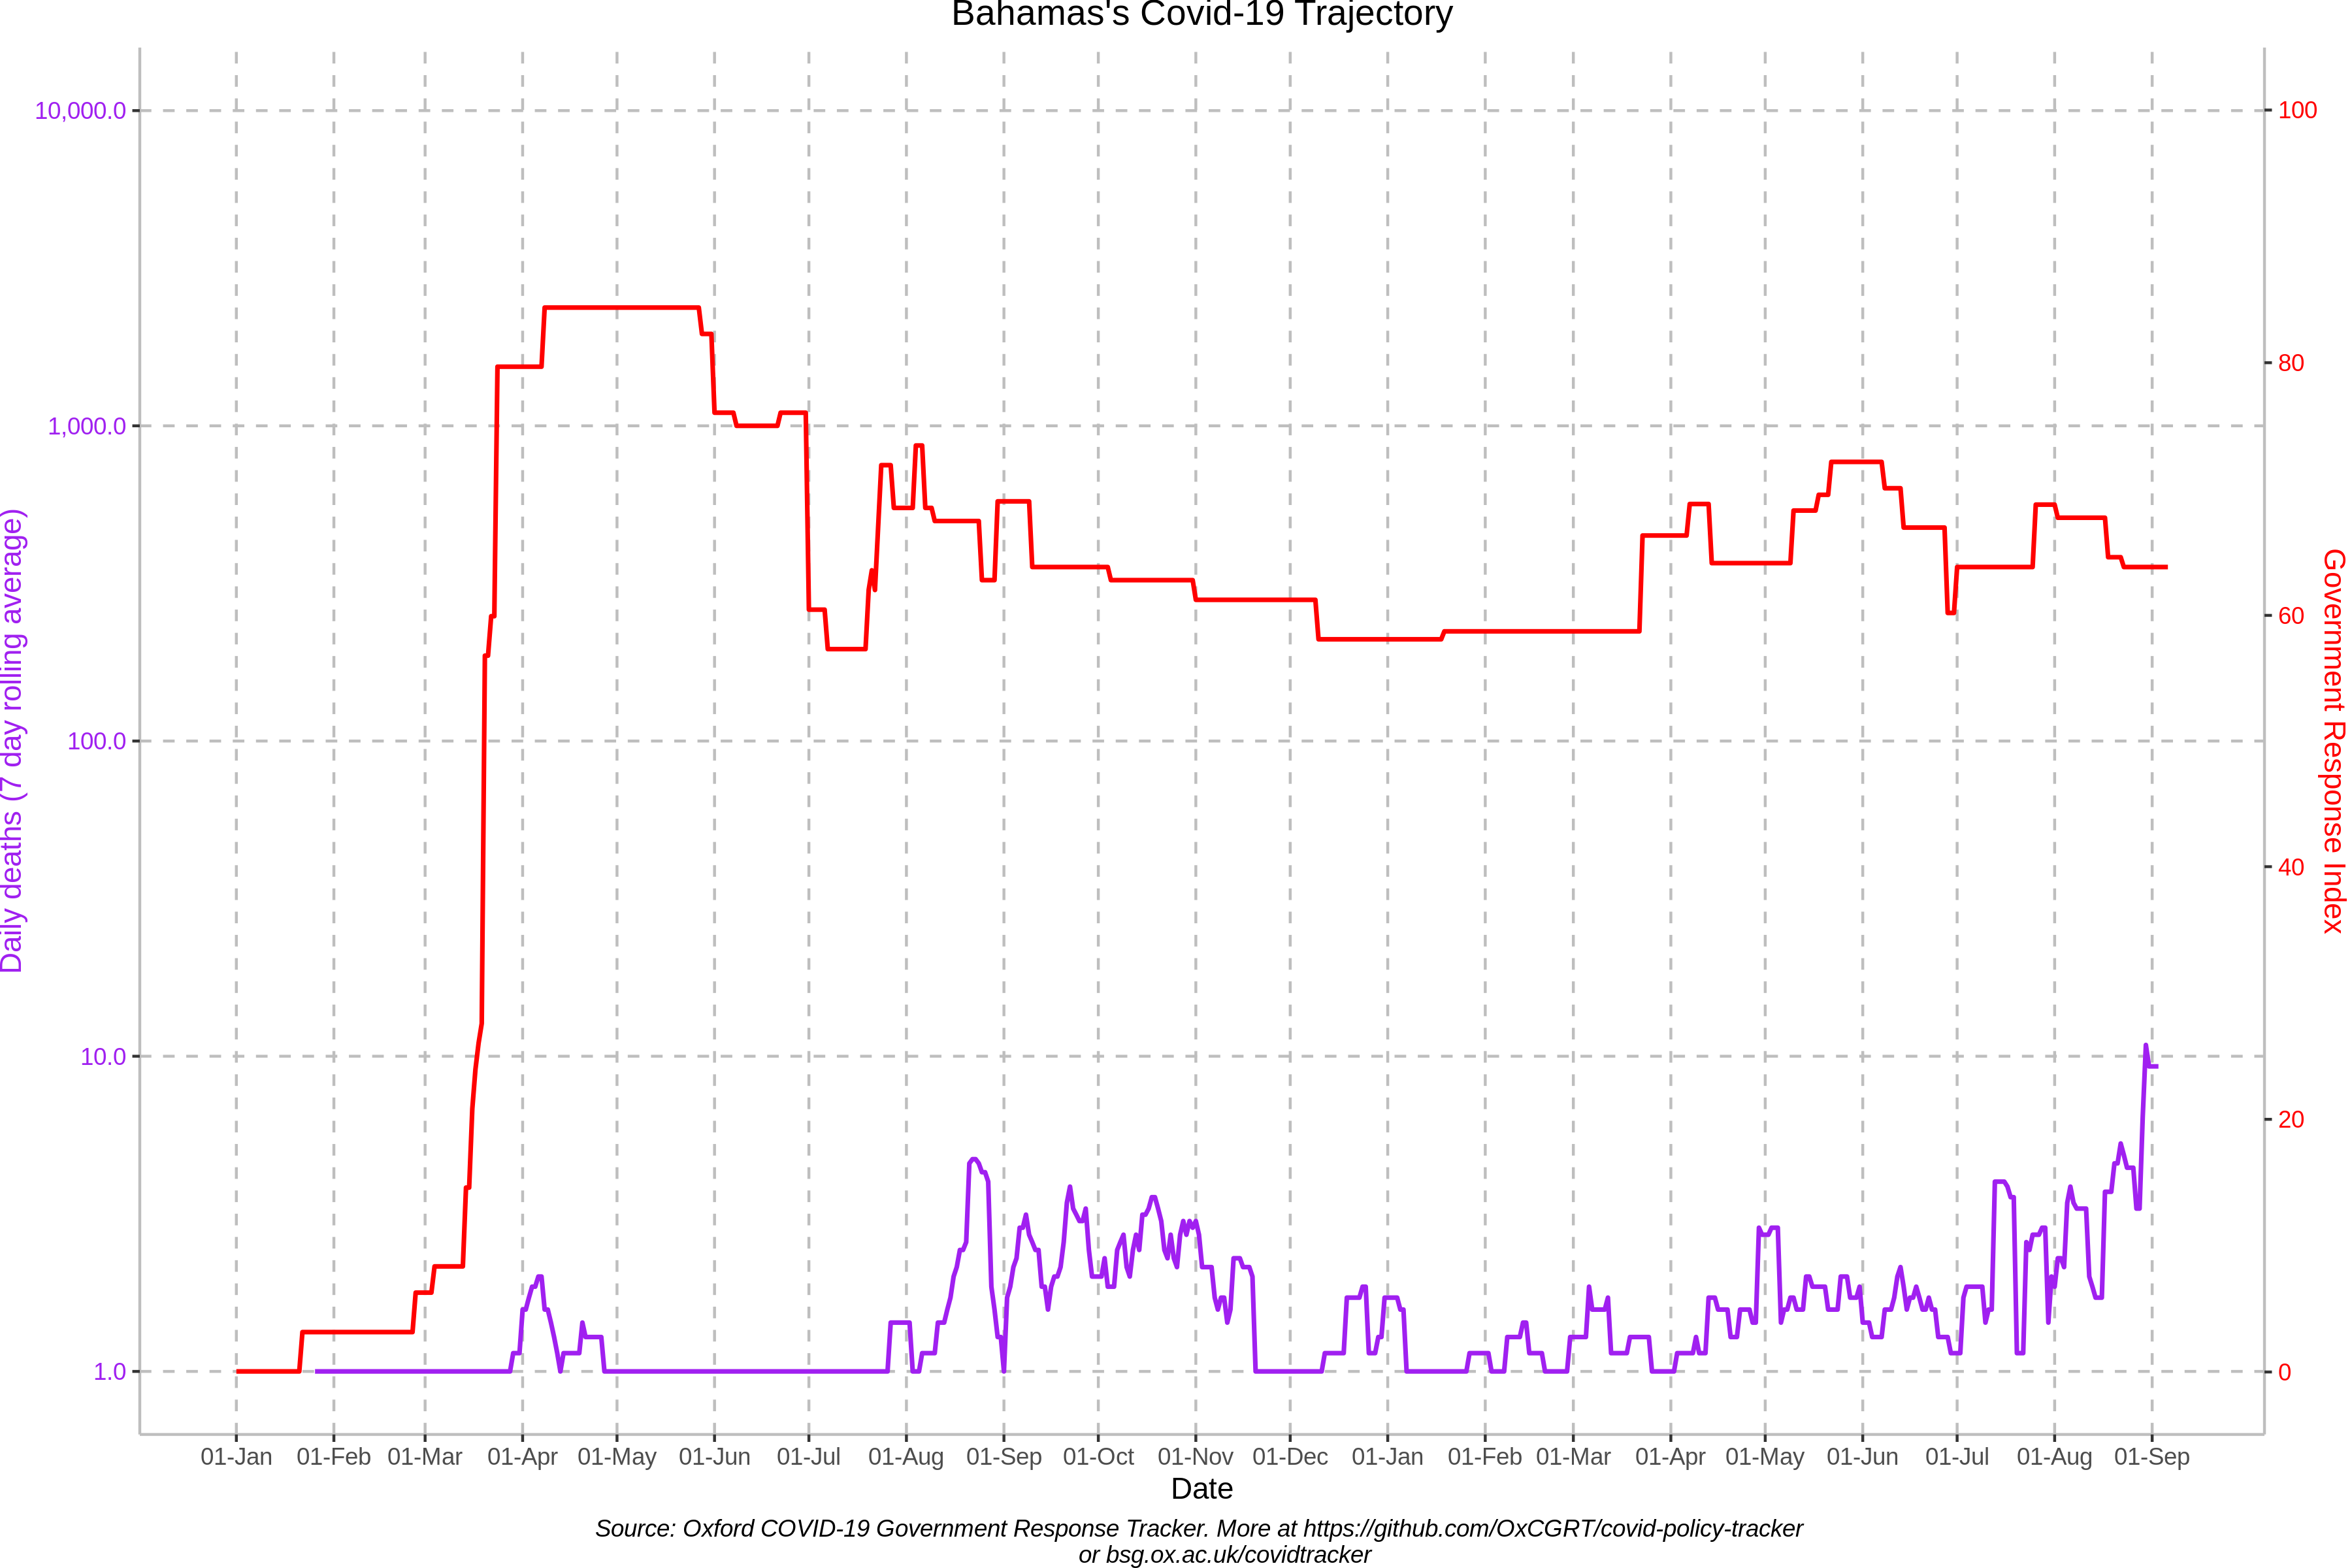 Bahamas's Covid-19 Trajectory
10,000.0
1,000.0
100.0
10.0
1.0
Daily deaths (7 day rolling average)
100
80
60
40
20
0
Government Response Index
01-Jan 01-Feb 01-Mar 01-Apr 01-May 01-Jun 01-Jul 01-Aug 01-Sep 01-Oct 01-Nov 01-Dec 01-Jan 01-Feb 01-Mar 01-Apr 01-May 01-Jun 01-Jul 01-Aug 01-Sep
Date
Source: Oxford COVID-19 Government Response Tracker. More at https://github.com/OxCGRT/covid-policy-tracker
or bsg.ox.ac.uk/covidtracker